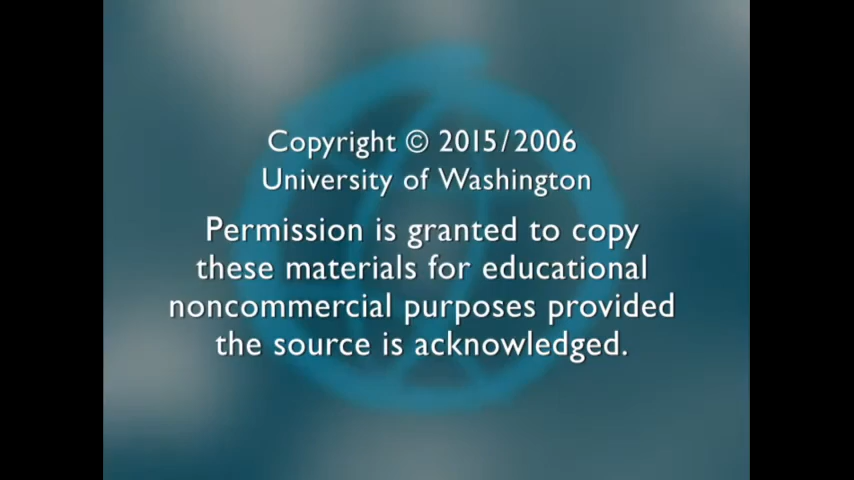 Copyright © 2015/2006
University of Washington
Permission is granted to copy
these materials for educational
noncommercial purposes provided
the source is acknowledged.